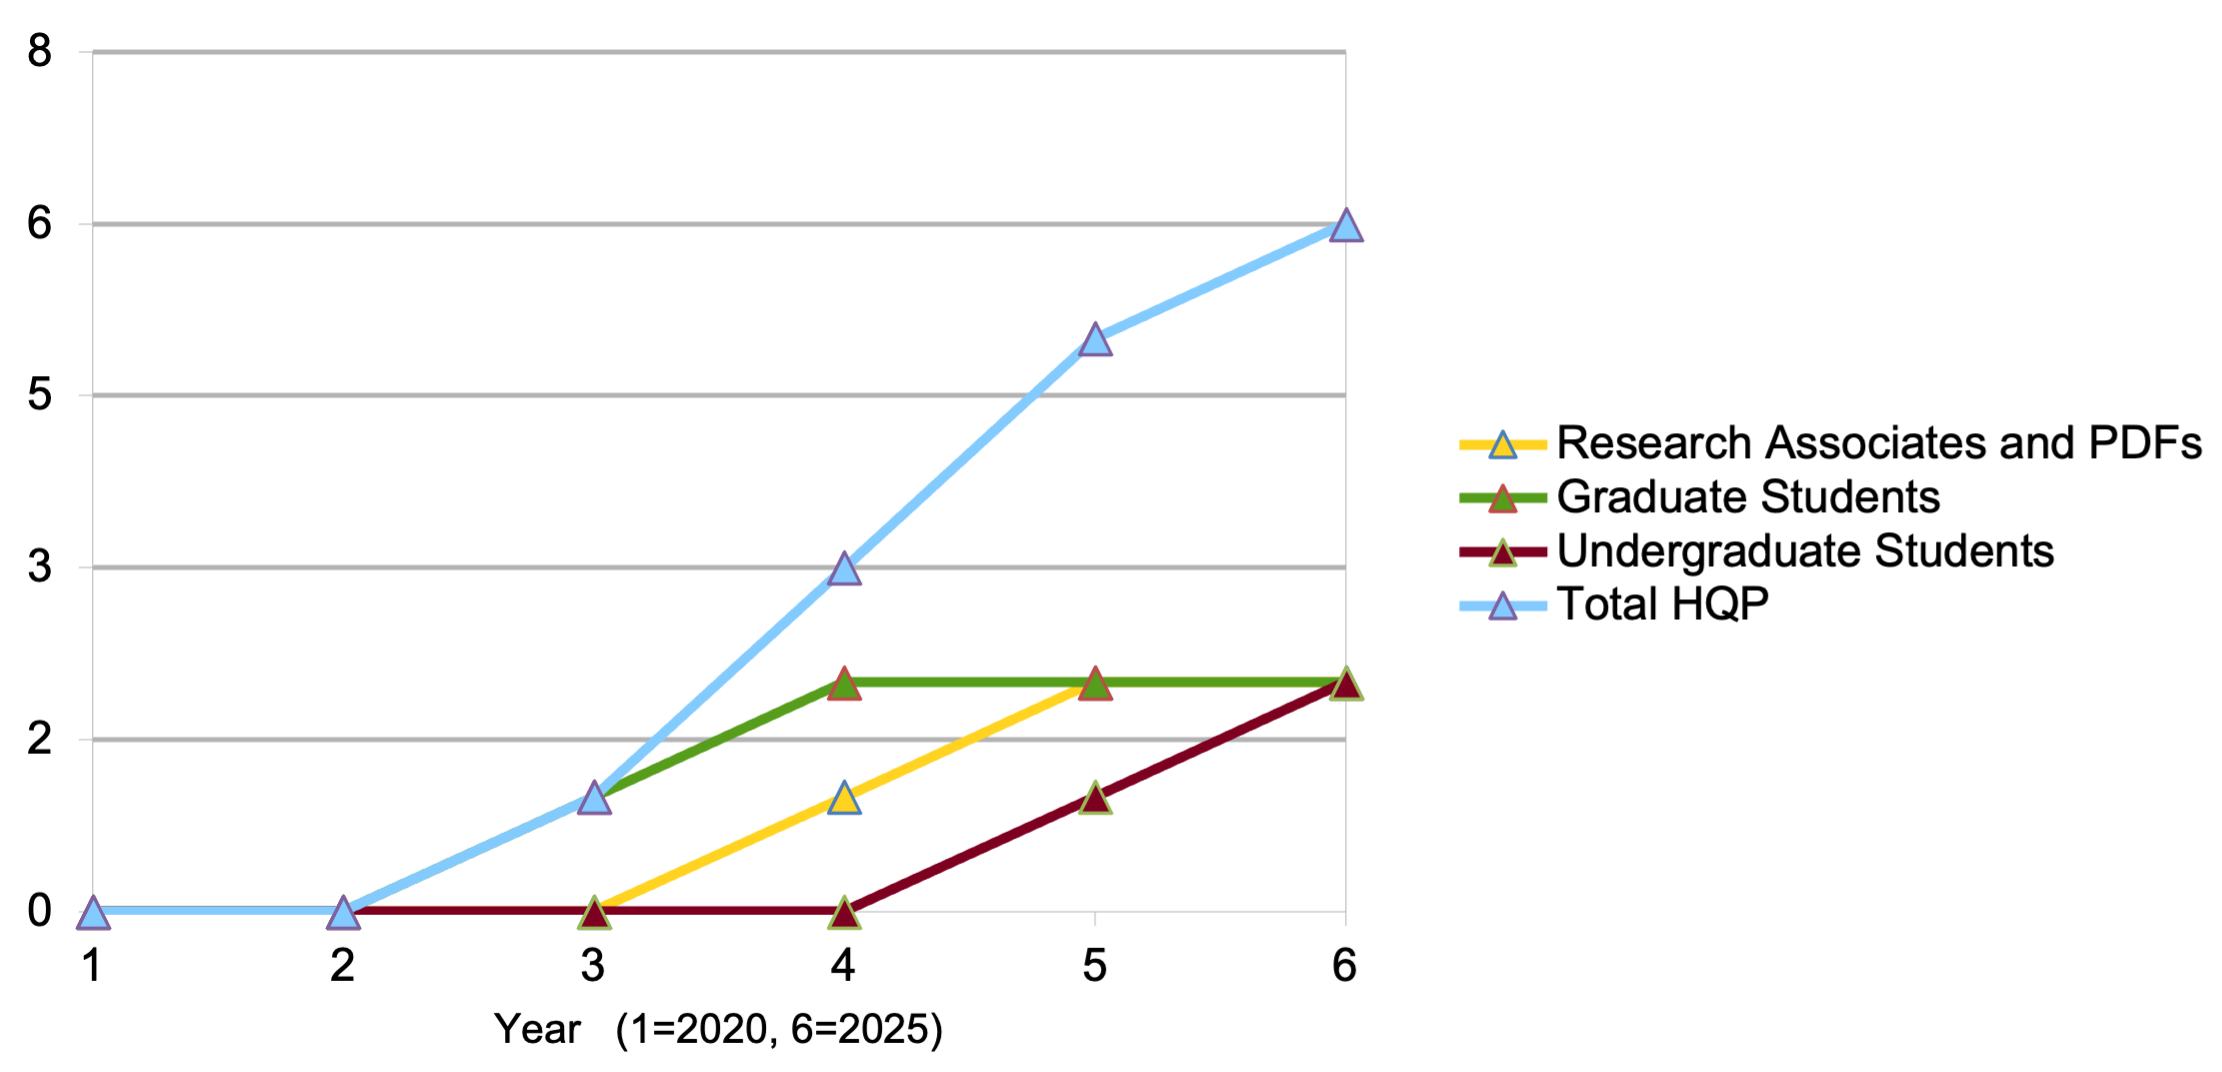 8
6
5
3
2
0
1 2 3 4 5 6
Year (1=2020, 6=2025)
Research Associates and PDFs
Graduate Students
Undergraduate Students
Total HQP